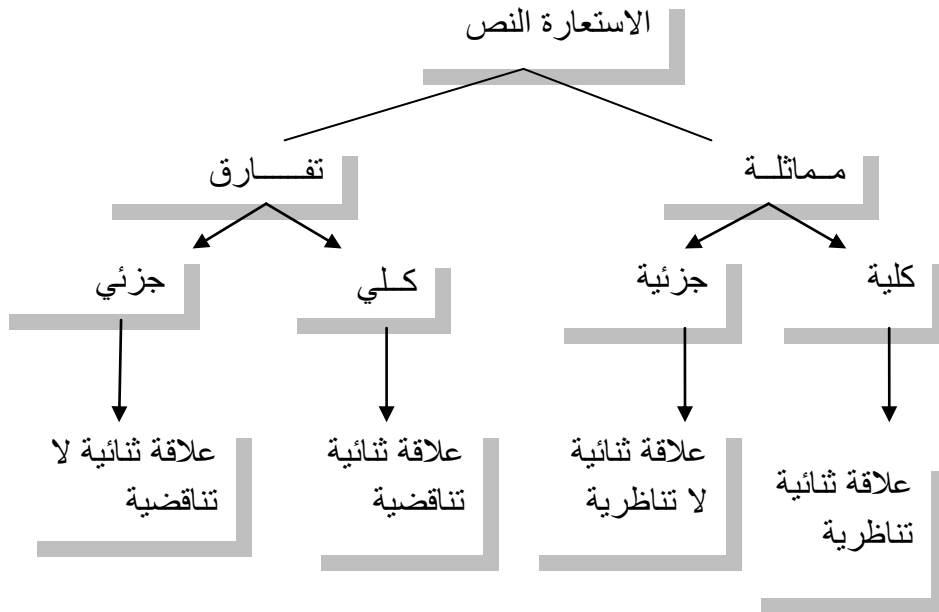 الاستعارة النص
مـماثلـة
تفـــارق
كلية
جزئية
كـلي
جزئي
علاقة ثنائية
تناظرية
علاقة ثنائية
لا تناظرية
علاقة ثنائية
تناقضية
علاقة ثنائية لا
تناقضية